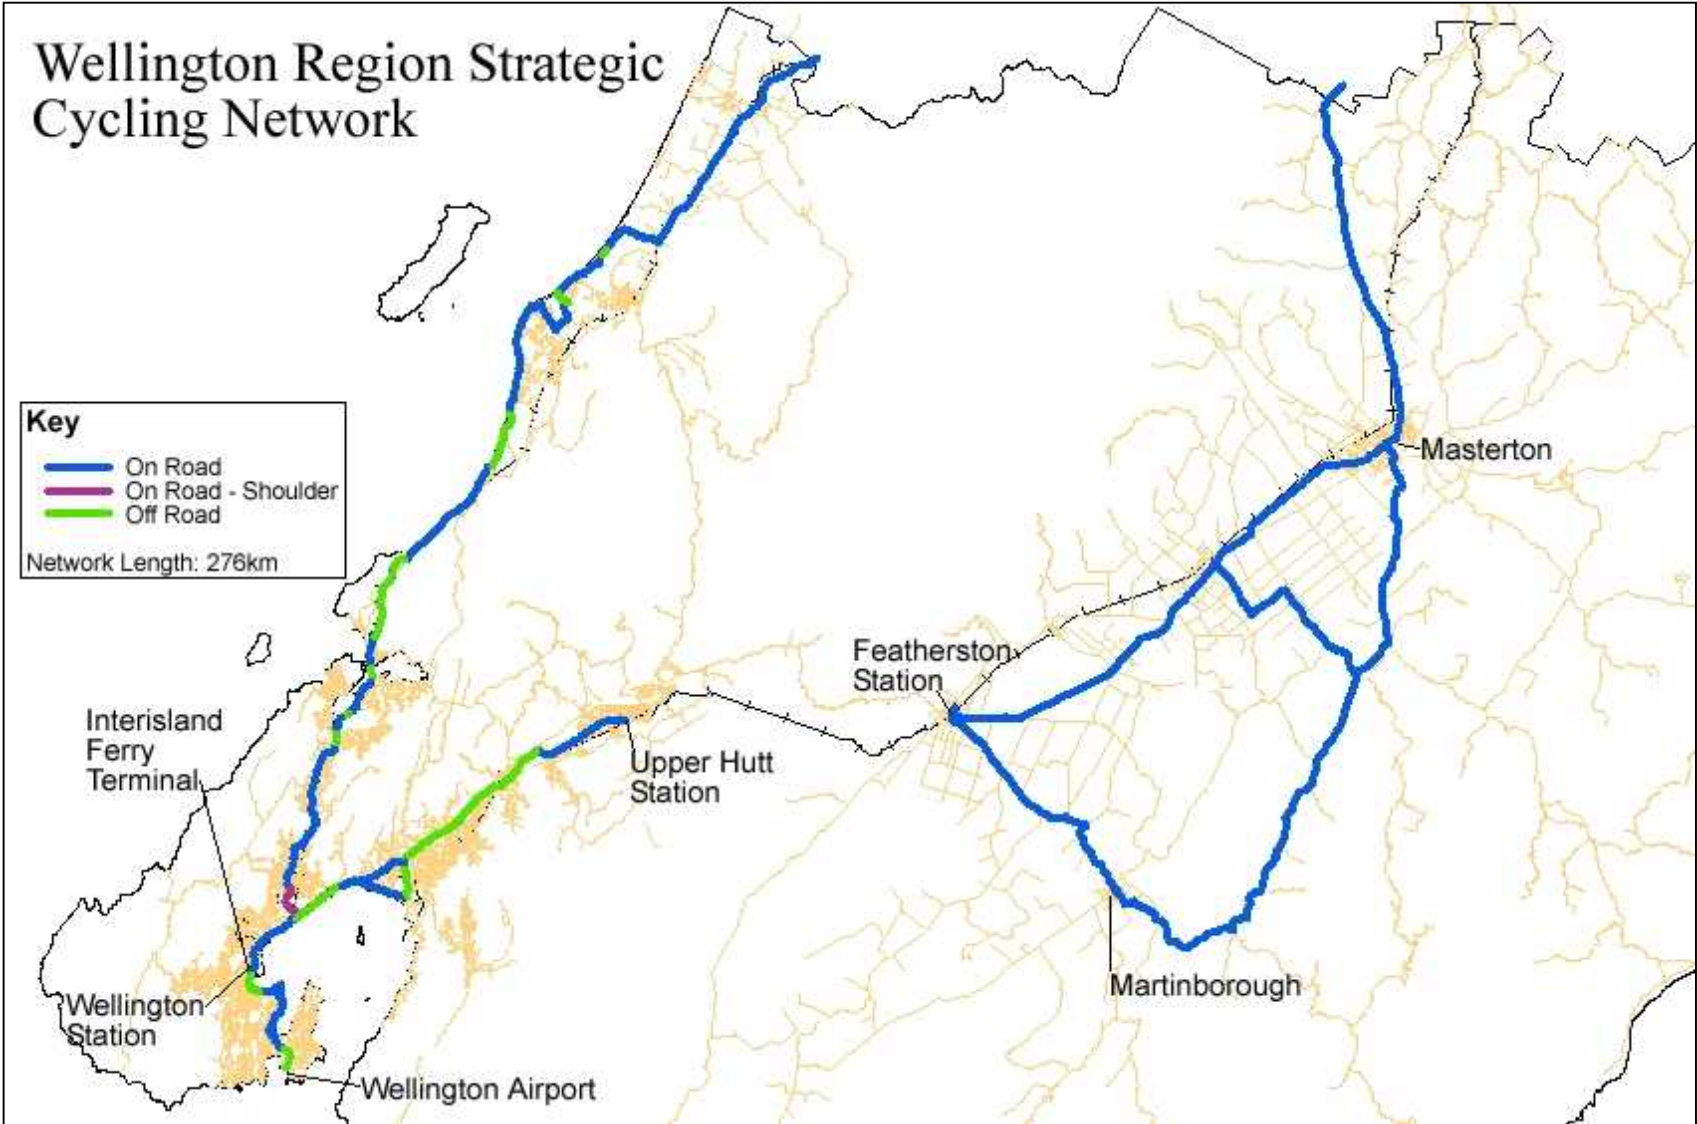 Wellington Region Strategic
Cycling Network
Key
On Road
On Road - Shoulder
Off Road
Network Length: 276km
Masterton
Featherston
Station
Interisland
Ferry
Terminal
Upper Hutt
Station
Martinborough
Wellington
Station
Wellington Airport